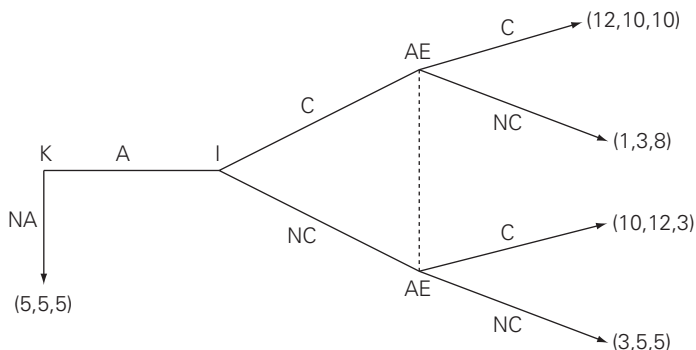 C
(12,10,10)
AE
C
NC
K
A
I
(1,3,8)
NA
C
(10,12,3)
NC
AE
(5,5,5)
NC
(3,5,5)